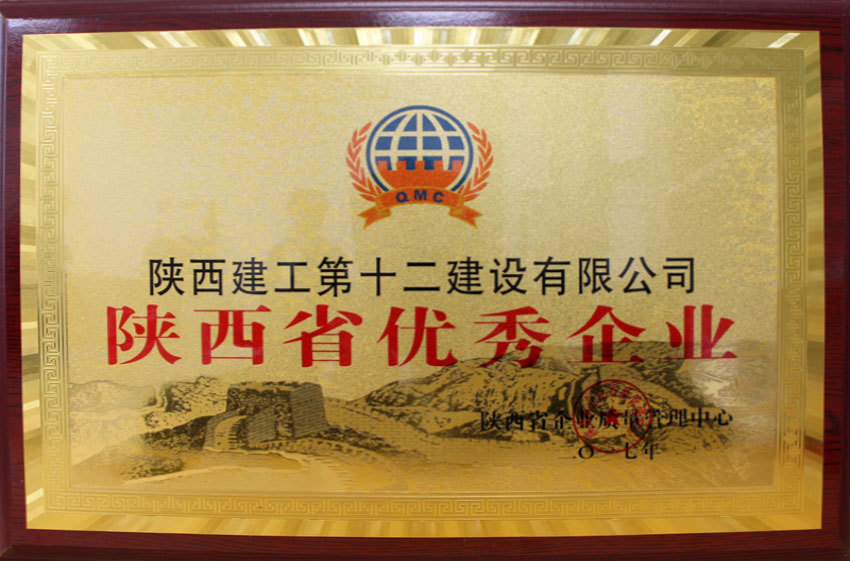 QMC
陕西建工第十二建设有限公司
陕西省优秀企业
陕西省企业质量管理中心
〇一七年